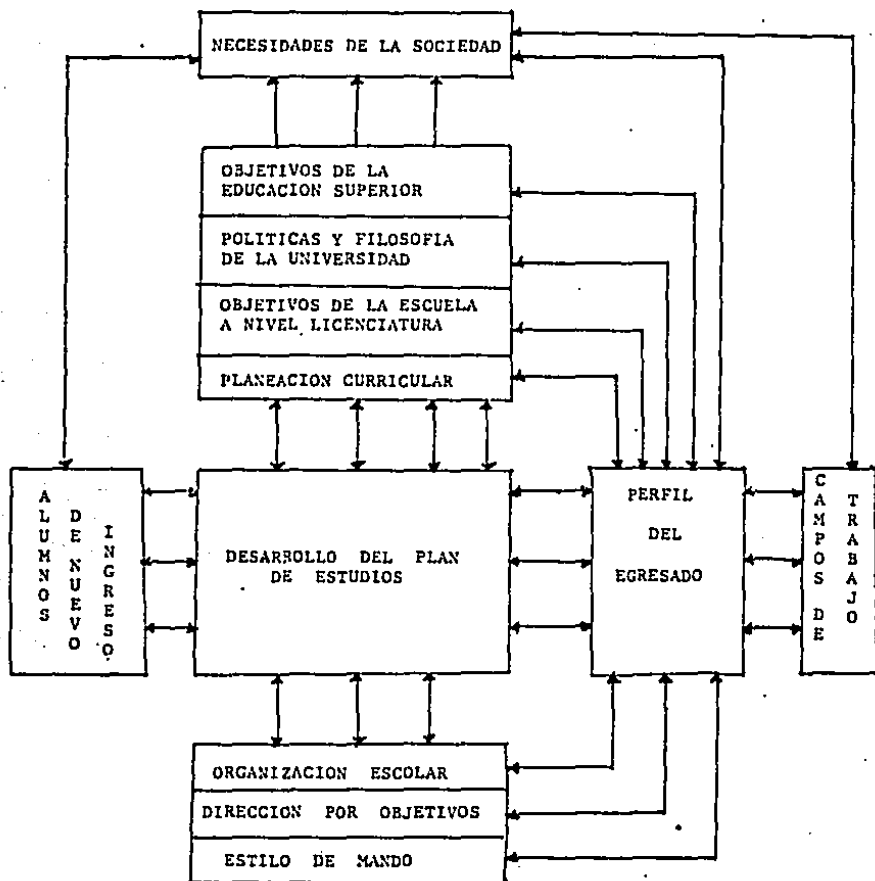 NECESIDADES DE LA SOCIEDAD
OBJETIVOS DE LA
EDUCACION SUPERIOR
POLITICAS Y FILOSOFIA
DE LA UNIVERSIDAD
OBJETIVOS DE LA ESCUELA
A NIVEL LICENCIATURA
PLANEACION CURRICULAR
ALUMNOS
DE NUEVO
INGRESO
DESARROLLO DEL PLAN
DE ESTUDIOS
PERFIL
DEL
EGRESADO
CAMPOS DE
TRABAJO
ORGANIZACION ESCOLAR
DIRECCION POR OBJETIVOS
ESTILO DE MANDO